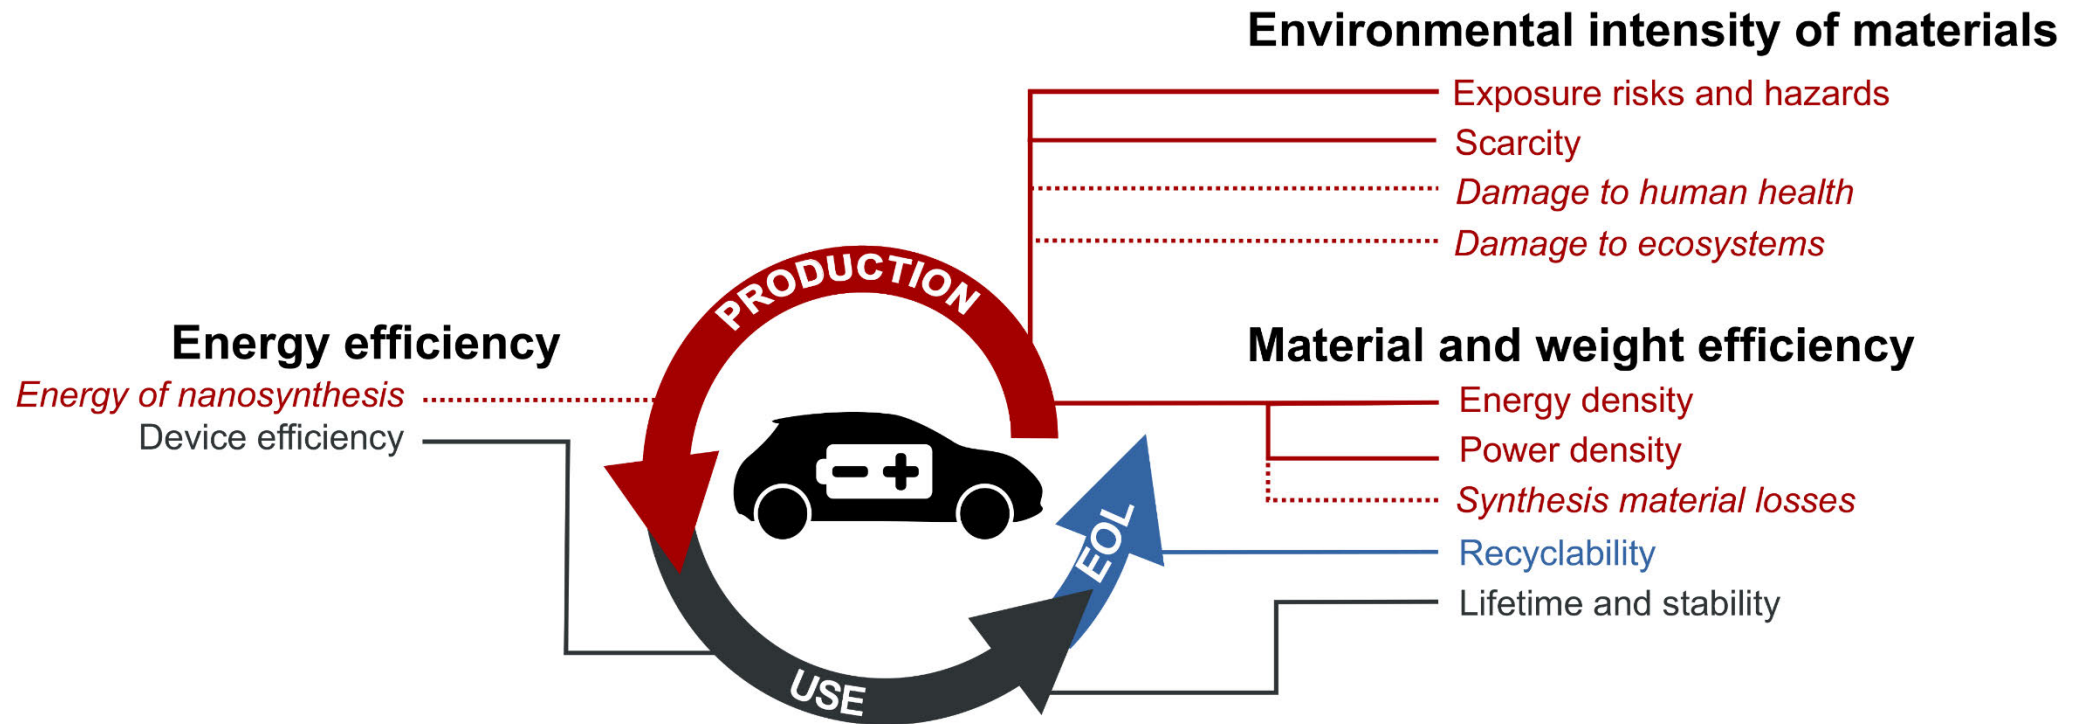 Environmental intensity of materials
Exposure risks and hazards
Scarcity
Damage to human health
Damage to ecosystems
PRODUCTION
Energy efficiency
Energy of nanosynthesis
Device efficiency
Material and weight efficiency
Energy density
Power density
Synthesis material losses
Recyclability
Lifetime and stability
EOL
USE